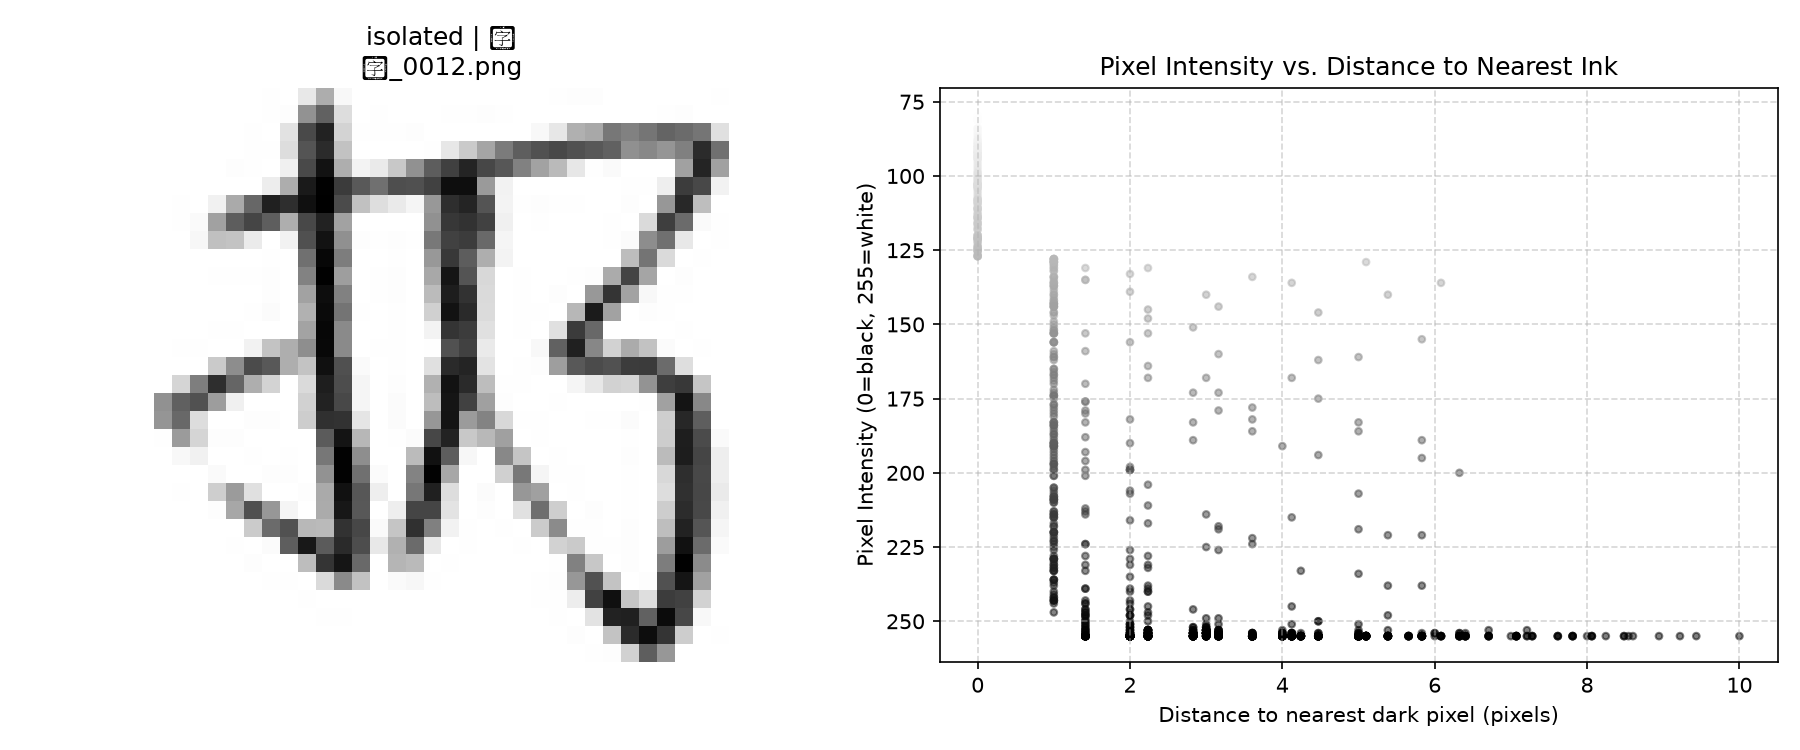 isolated |
_0012.png
扔
Pixel Intensity vs. Distance to Nearest Ink
Pixel Intensity (0=black, 255=white)
75
100
125
150
175
200
225
250
0 2 4 6 8 10
Distance to nearest dark pixel (pixels)